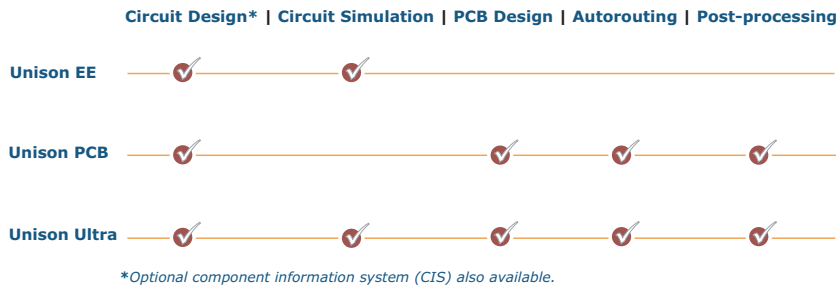 Circuit Design* | Circuit Simulation | PCB Design | Autorouting | Post-processing
Unison EE
Unison PCB
Unison Ultra
*Optional component information system (CIS) also available.